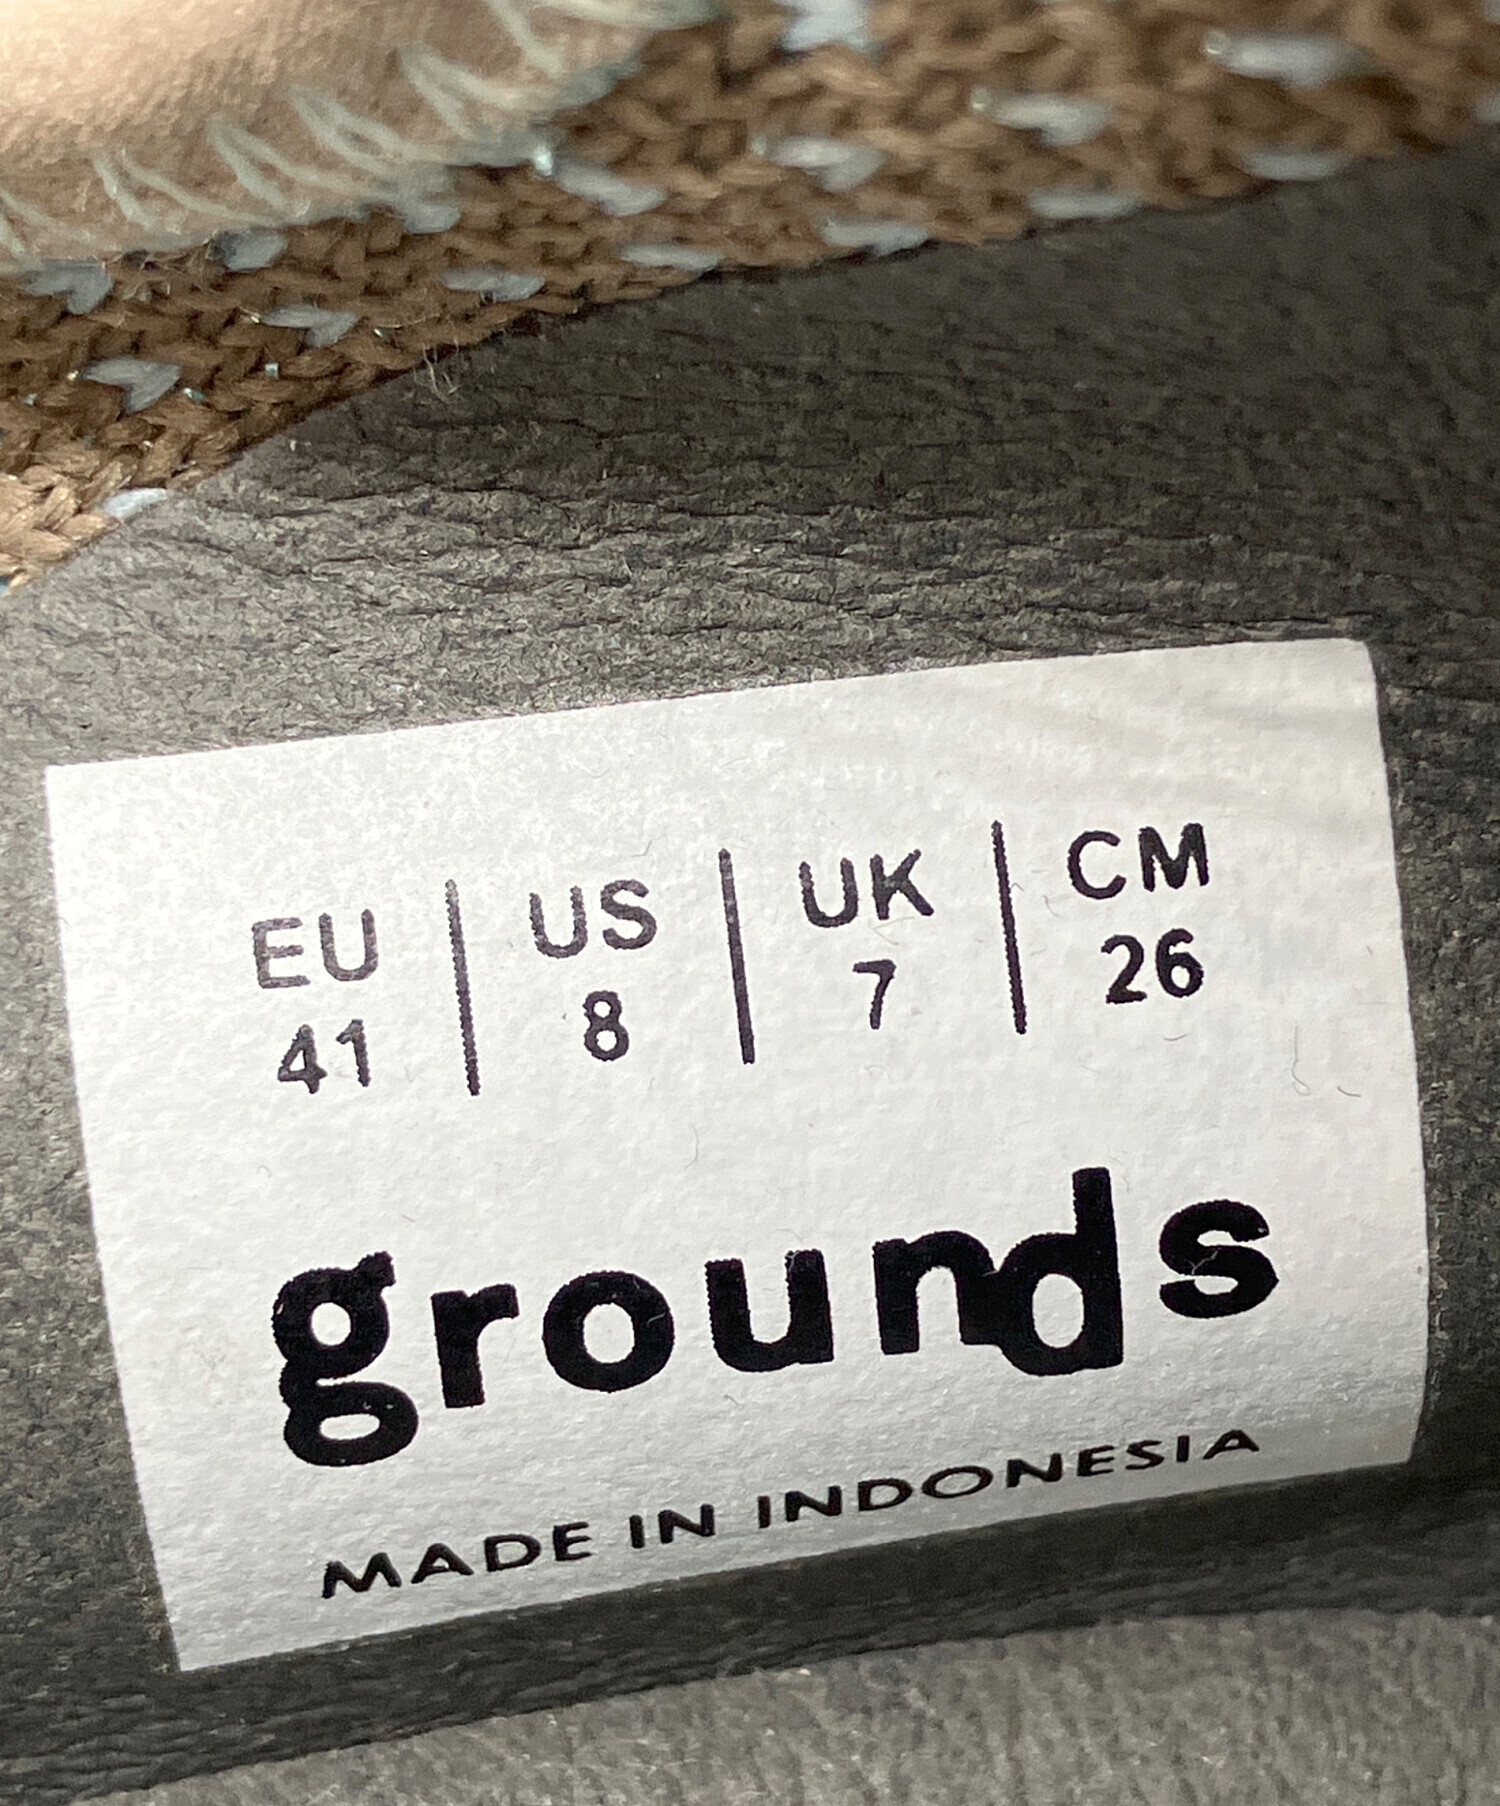 EU | US | UK | CM
41 | 8 | 7 | 26
grounds
MADE IN INDONESIA